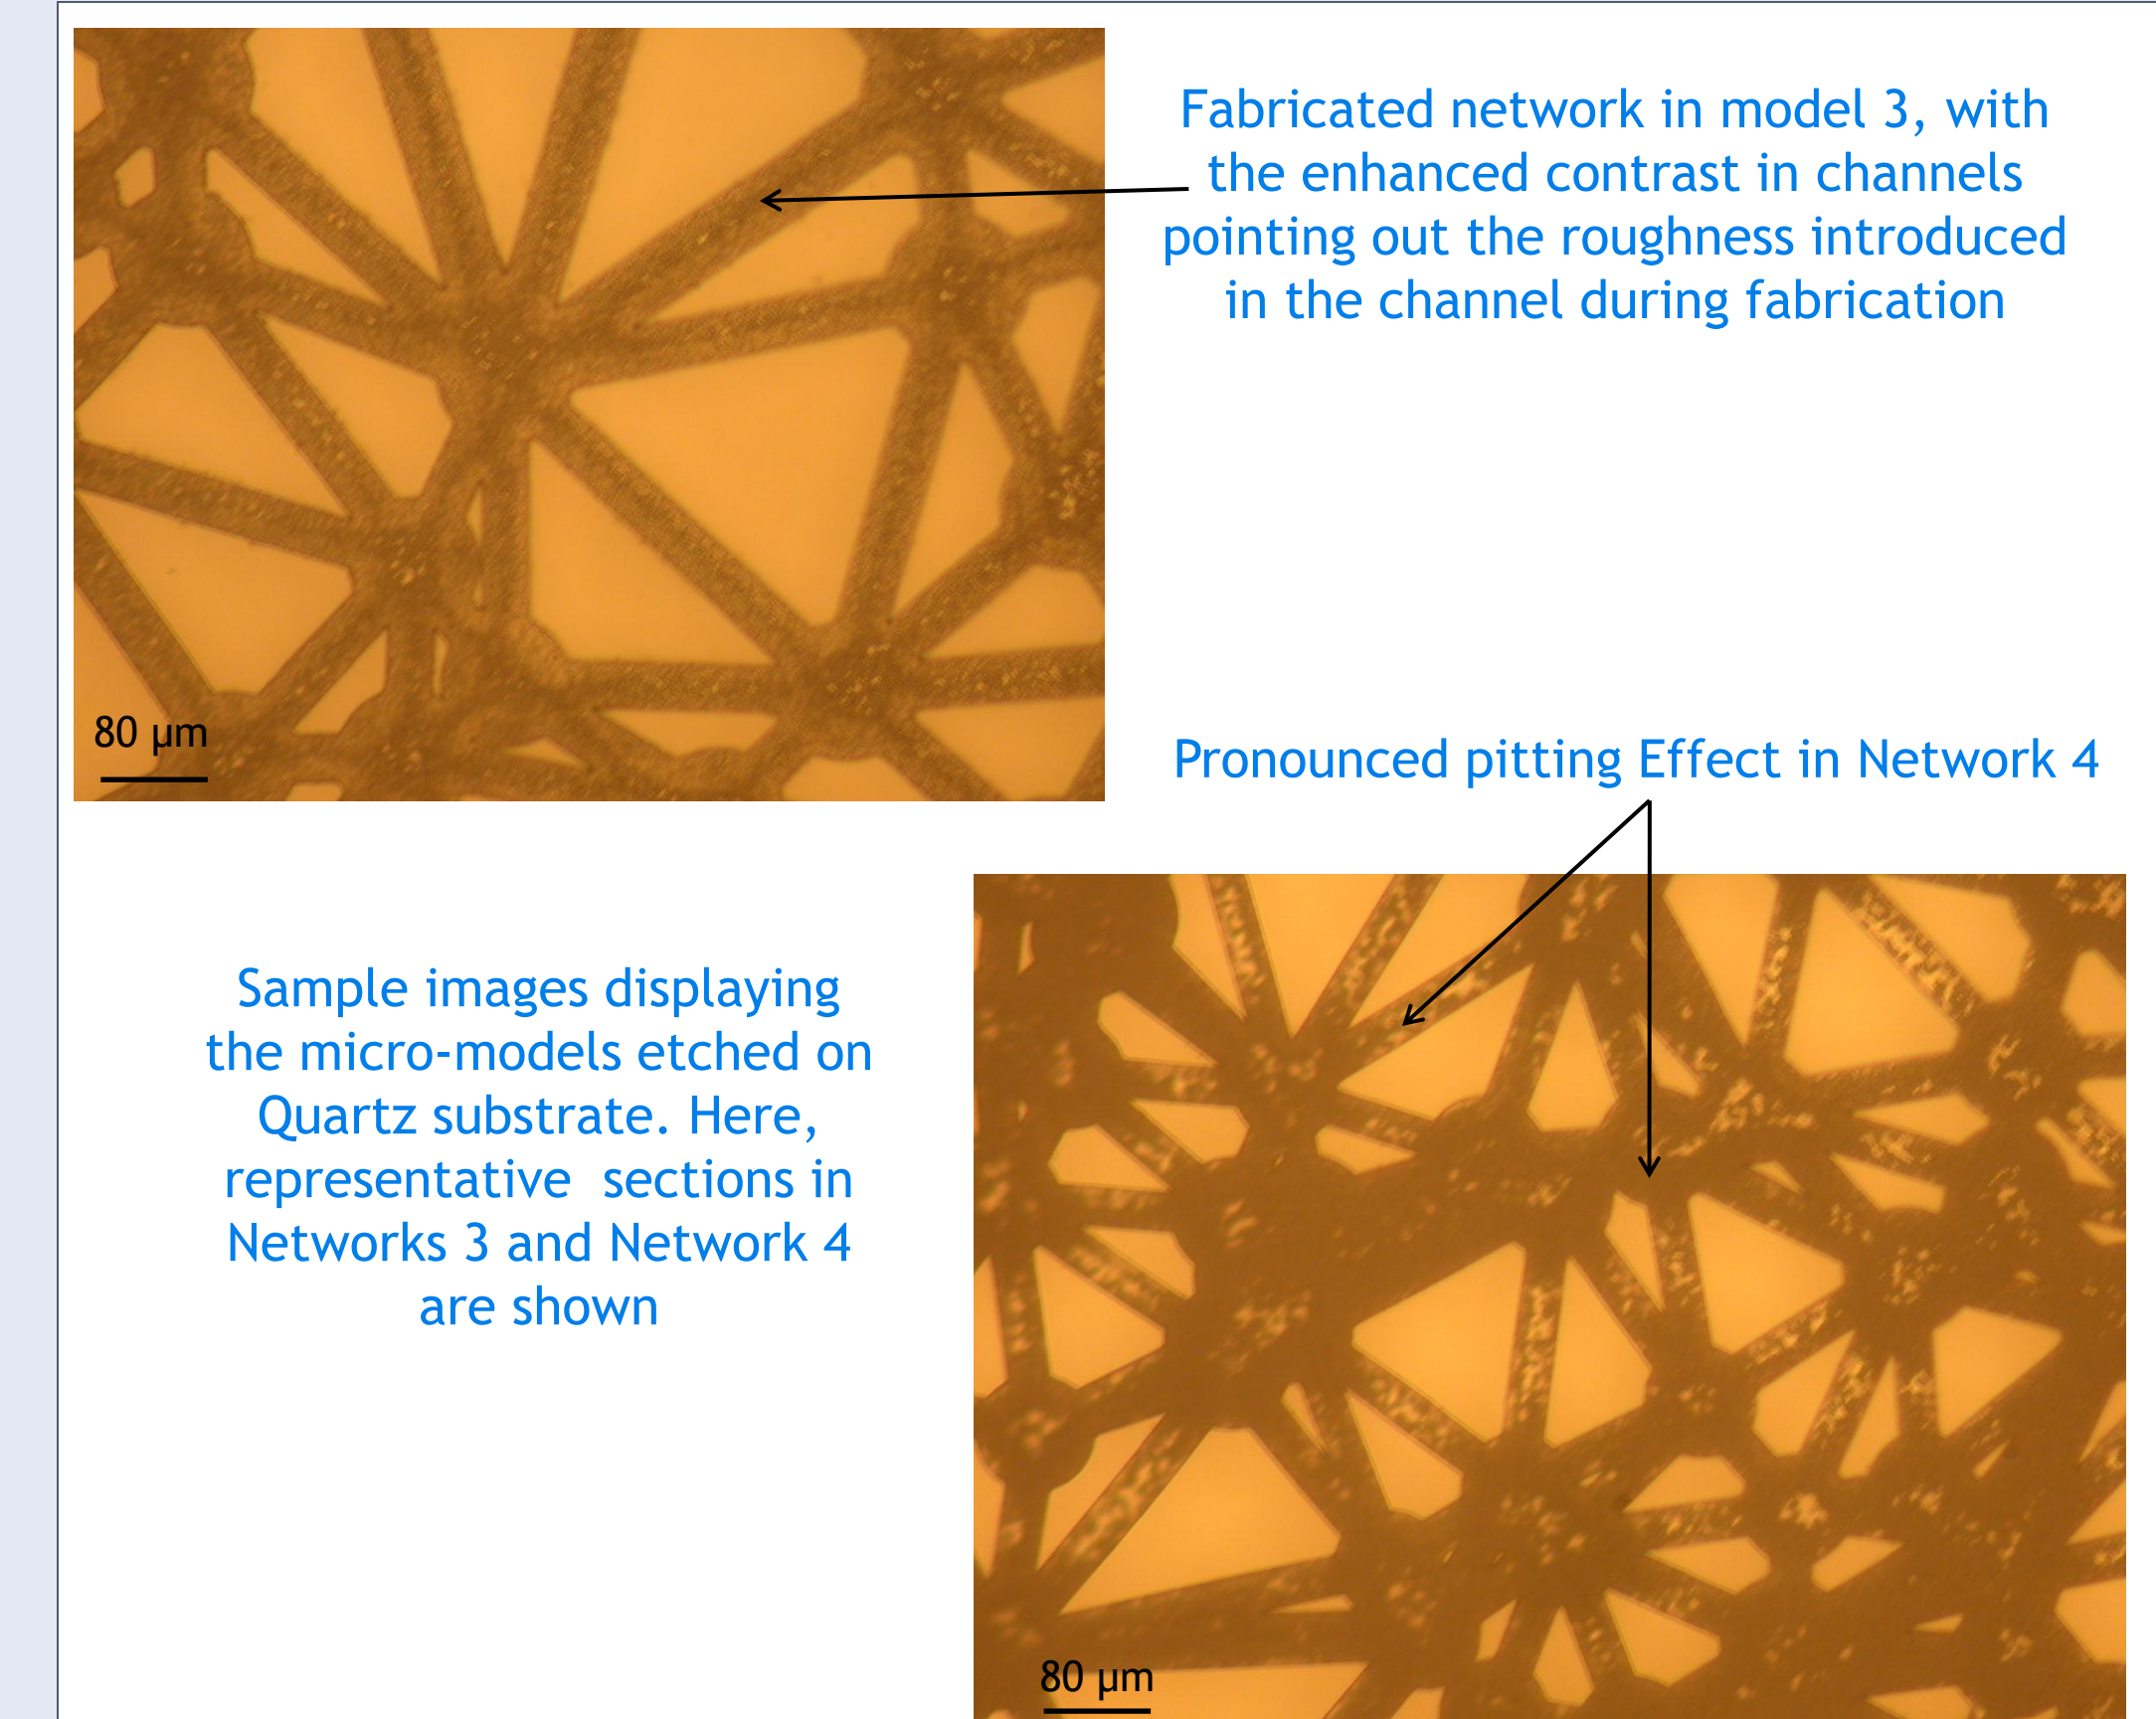 Fabricated network in model 3, with
the enhanced contrast in channels
pointing out the roughness introduced
in the channel during fabrication
80 µm
Pronounced pitting Effect in Network 4
Sample images displaying
the micro-models etched on
Quartz substrate. Here,
representative  sections in
Networks 3 and Network 4
are shown
80 µm